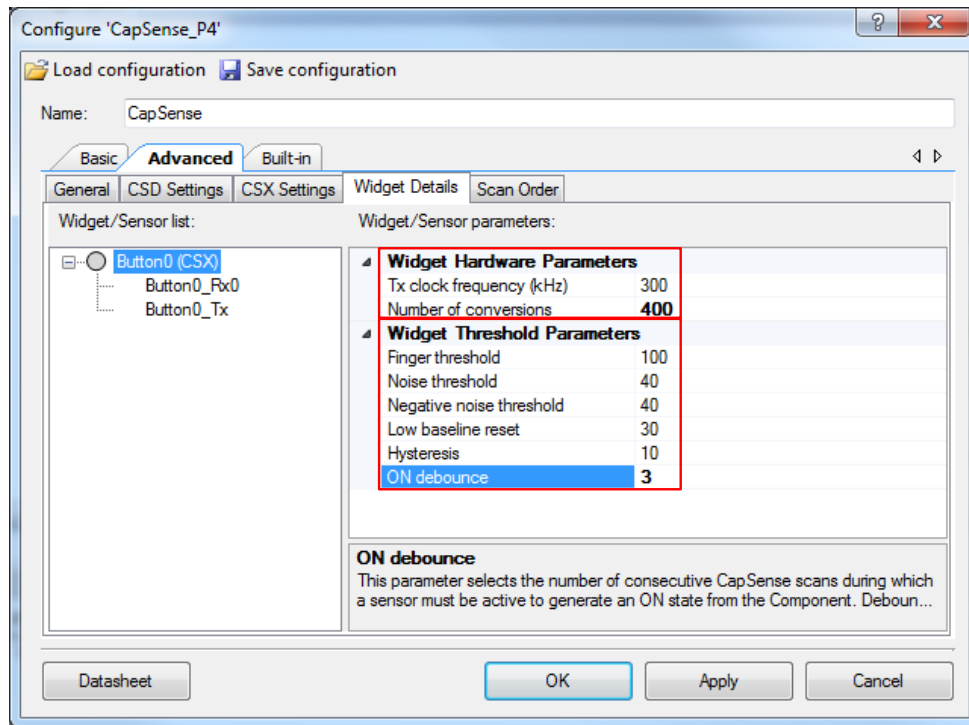 Configure 'CapSense_P4'
Load configuration Save configuration
Name: CapSense
Basic Advanced Built-in
General CSD Settings CSX Settings Widget Details Scan Order
Widget/Sensor list: Widget/Sensor parameters:
Button0 (CSX)
Button0_Rx0
Button0_Tx
Widget Hardware Parameters
Tx clock frequency (kHz) 300
Number of conversions 400
Widget Threshold Parameters
Finger threshold 100
Noise threshold 40
Negative noise threshold 40
Low baseline reset 30
Hysteresis 10
ON debounce 3
ON debounce
This parameter selects the number of consecutive CapSense scans during which
a sensor must be active to generate an ON state from the Component. Deboun...
Datasheet OK Apply Cancel